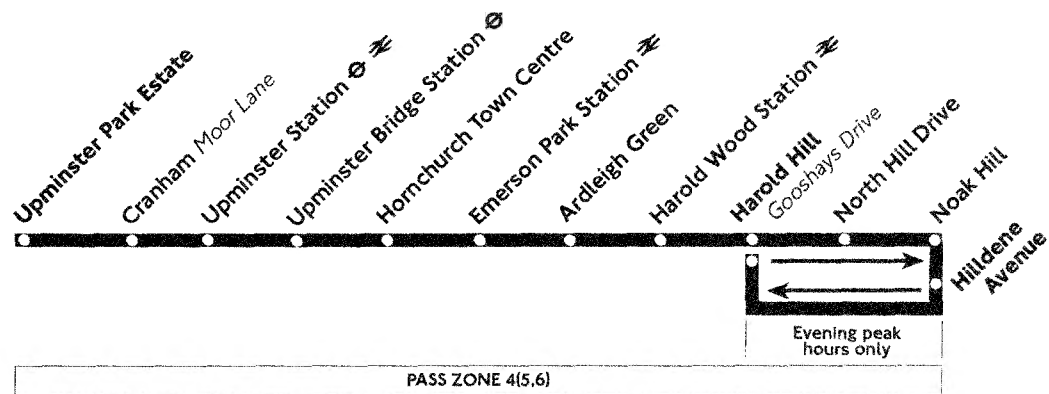 Upminster Park Estate
Cranham Moor Lane
Upminster Station
Upminster Bridge Station
Hornchurch Town Centre
Emerson Park Station
Ardleigh Green
Harold Wood Station
Harold Hill
Gooshays Drive
North Hill Drive
Noak Hill
Hilldene
Avenue
Evening peak
hours only
PASS ZONE 4(5,6)